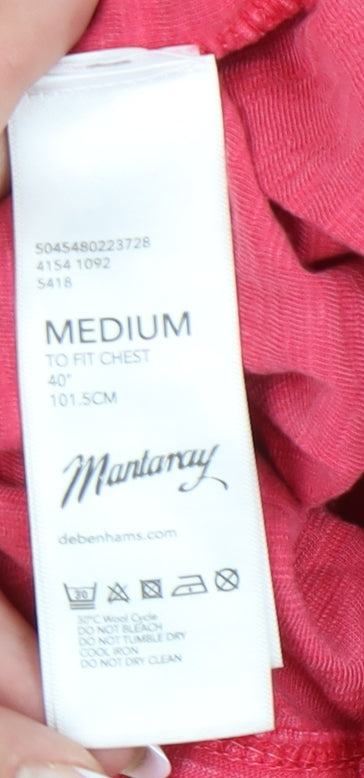 5045480223728
4154 1092
5418
MEDIUM
TO FIT CHEST
40"
101.5CM
Mantaray
debenhams.com
30
30°C Wool Cycle
DO NOT BLEACH
DO NOT TUMBLE DRY
COOL IRON
DO NOT DRY CLEAN